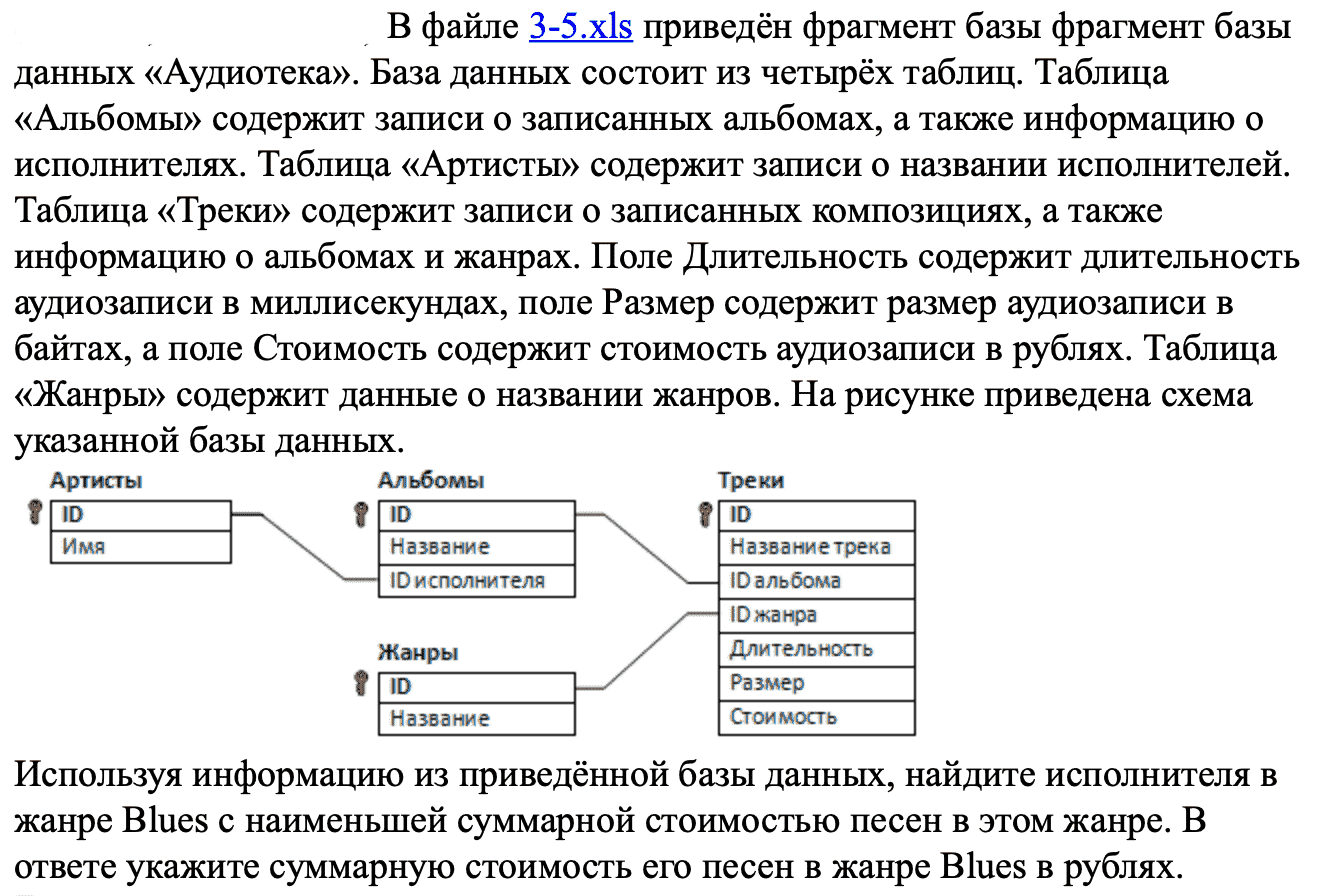 В файле 3-5.xls приведён фрагмент базы фрагмент базы
данных «Аудиотека». База данных состоит из четырёх таблиц. Таблица
«Альбомы» содержит записи о записанных альбомах, а также информацию о
исполнителях. Таблица «Артисты» содержит записи о названии исполнителей.
Таблица «Треки» содержит записи о записанных композициях, а также
информацию о альбомах и жанрах. Поле Длительность содержит длительность
аудиозаписи в миллисекундах, поле Размер содержит размер аудиозаписи в
байтах, а поле Стоимость содержит стоимость аудиозаписи в рублях. Таблица
«Жанры» содержит данные о названии жанров. На рисунке приведена схема
указанной базы данных.
Артисты
ID
Имя
Альбомы
ID
Название
ID исполнителя
Жанры
ID
Название
Треки
ID
Название трека
ID альбома
ID жанра
Длительность
Размер
Стоимость
Используя информацию из приведённой базы данных, найдите исполнителя в
жанре Blues с наименьшей суммарной стоимостью песен в этом жанре. В
ответе укажите суммарную стоимость его песен в жанре Blues в рублях.